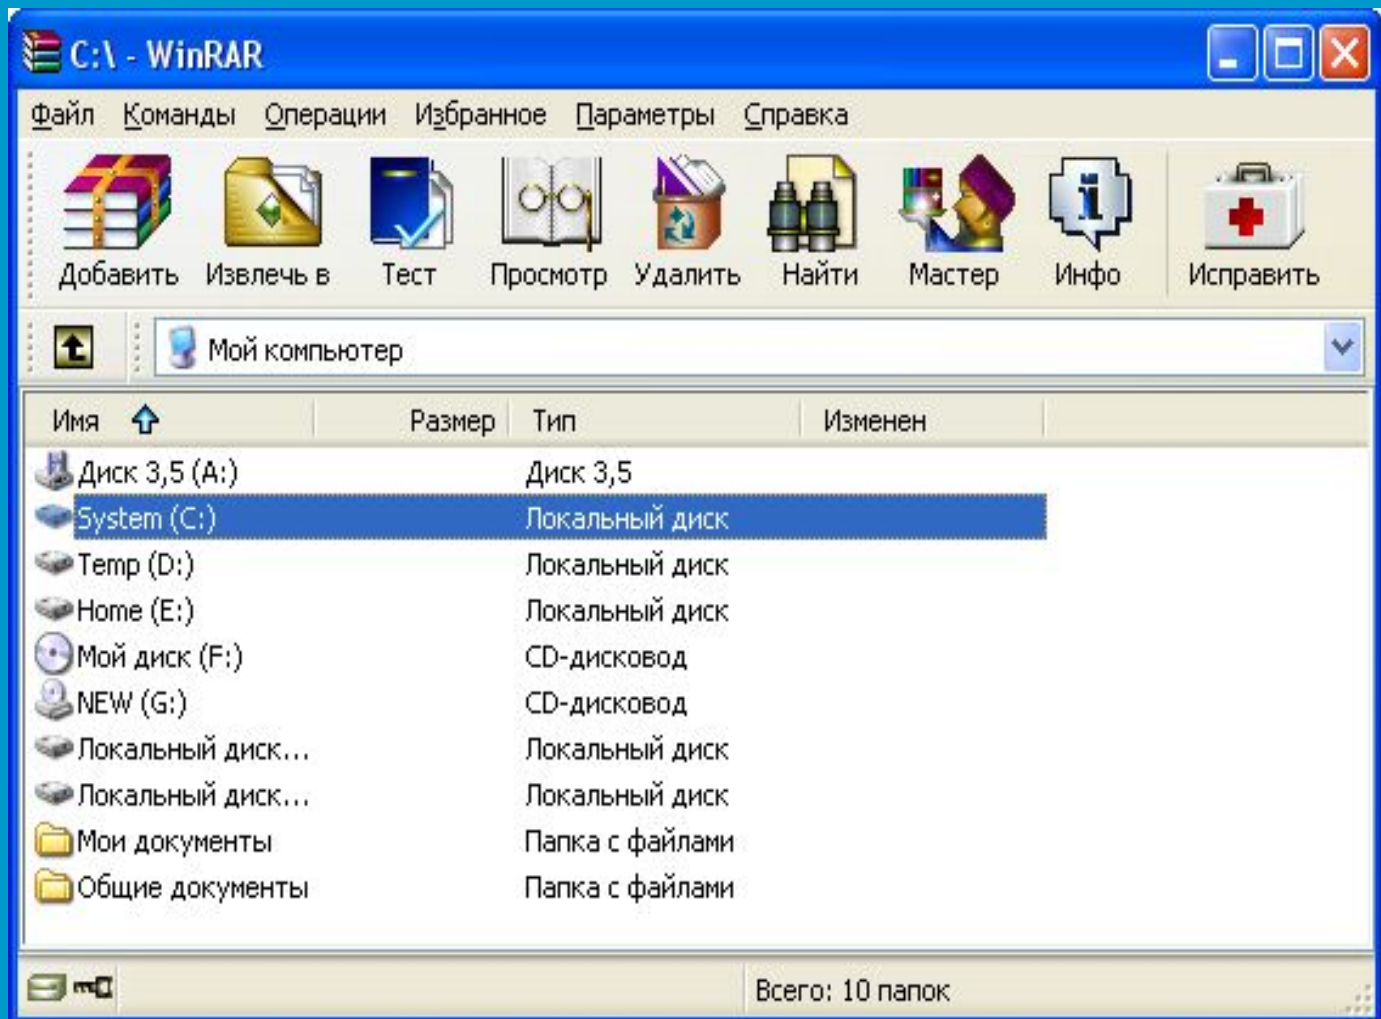 C:\ - WinRAR
Файл Команды Операции Избранное Параметры Справка
Добавить Извлечь в Тест Просмотр Удалить Найти Мастер Инфо Исправить
Мой компьютер
Имя Размер Тип Изменен
Диск 3,5 (A:) Диск 3,5
System (C:) Локальный диск
Temp (D:) Локальный диск
Home (E:) Локальный диск
Мой диск (F:) CD-дисковод
NEW (G:) CD-дисковод
Локальный диск... Локальный диск
Локальный диск... Локальный диск
Мои документы Папка с файлами
Общие документы Папка с файлами
Всего: 10 папок